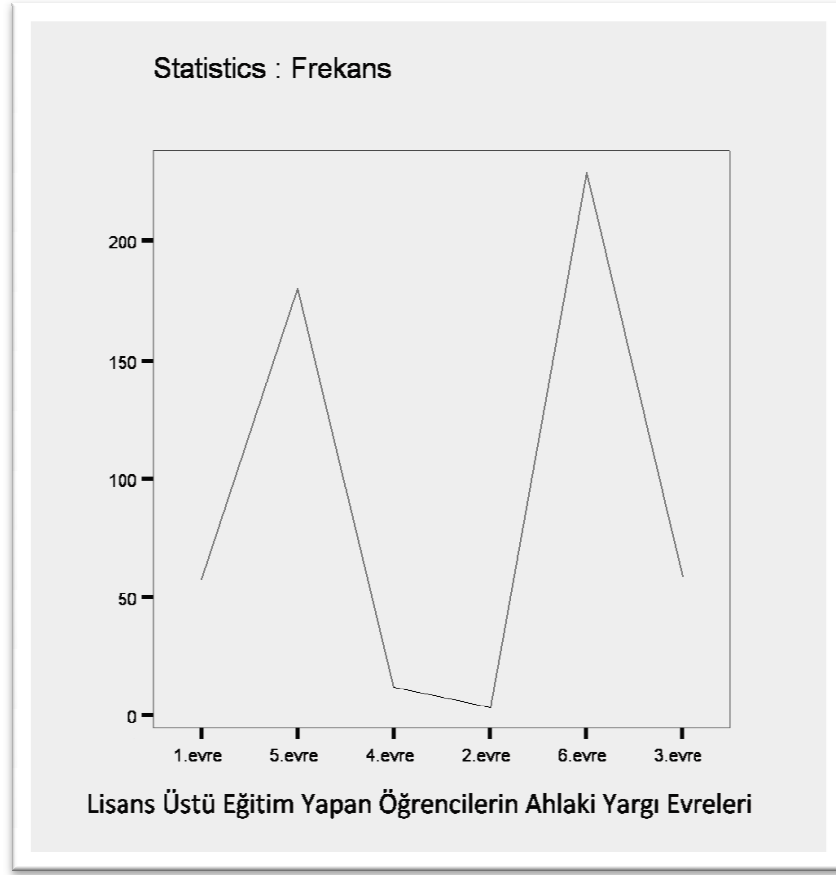 Statistics : Frekans
200
150
100
50
0
1.evre 5.evre 4.evre 2.evre 6.evre 3.evre
Lisans Üstü Eğitim Yapan Öğrencilerin Ahlaki Yargı Evreleri